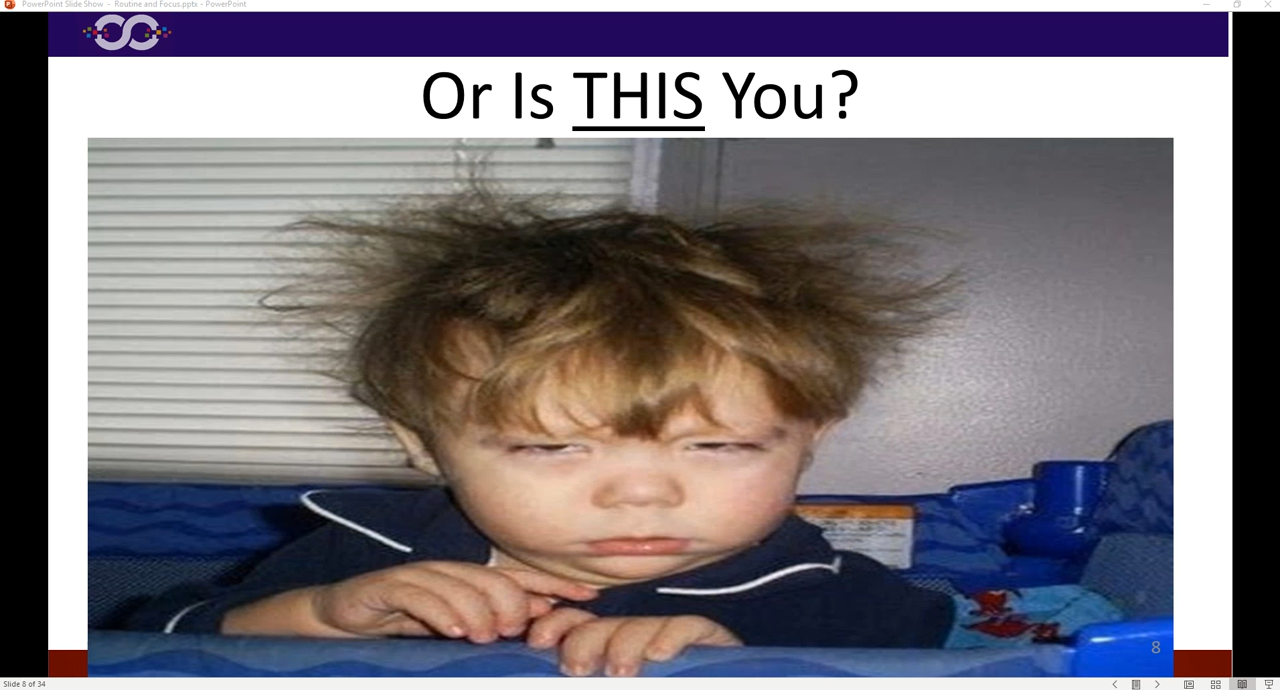 PowerPoint Slide Show - Routine and Focus.pptx - PowerPoint
Or Is THIS You?
8
Slide 8 of 34